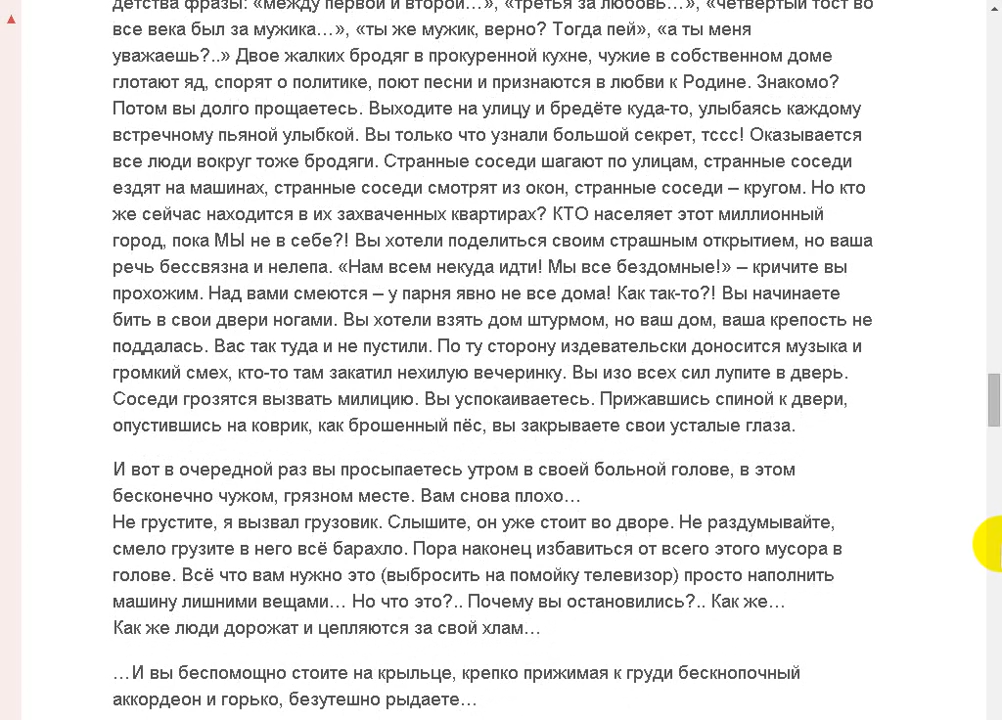 детства фразы: «между первой и второй…», «третья за любовь…», «четвертый тост во
все века был за мужика…», «ты же мужик, верно? Тогда пей», «а ты меня
уважаешь?..» Двое жалких бродяг в прокуренной кухне, чужие в собственном доме
глотают яд, спорят о политике, поют песни и признаются в любви к Родине. Знакомо?
Потом вы долго прощаетесь. Выходите на улицу и бредёте куда-то, улыбаясь каждому
встречному пьяной улыбкой. Вы только что узнали большой секрет, тссс! Оказывается
все люди вокруг тоже бродяги. Странные соседи шагают по улицам, странные соседи
ездят на машинах, странные соседи смотрят из окон, странные соседи – кругом. Но кто
же сейчас находится в их захваченных квартирах? КТО населяет этот миллионный
город, пока МЫ не в себе?! Вы хотели поделиться своим страшным открытием, но ваша
речь бессвязна и нелепа. «Нам всем некуда идти! Мы все бездомные!» – кричите вы
прохожим. Над вами смеются – у парня явно не все дома! Как так-то?! Вы начинаете
бить в свои двери ногами. Вы хотели взять дом штурмом, но ваш дом, ваша крепость не
поддалась. Вас так туда и не пустили. По ту сторону издевательски доносится музыка и
громкий смех, кто-то там закатил нехилую вечеринку. Вы изо всех сил лупите в дверь.
Соседи грозятся вызвать милицию. Вы успокаиваетесь. Прижавшись спиной к двери,
опустившись на коврик, как брошенный пёс, вы закрываете свои усталые глаза.
И вот в очередной раз вы просыпаетесь утром в своей больной голове, в этом
бесконечно чужом, грязном месте. Вам снова плохо…
Не грустите, я вызвал грузовик. Слышите, он уже стоит во дворе. Не раздумывайте,
смело грузите в него всё барахло. Пора наконец избавиться от всего этого мусора в
голове. Всё что вам нужно это (выбросить на помойку телевизор) просто наполнить
машину лишними вещами… Но что это?.. Почему вы остановились?.. Как же…
Как же люди дорожат и цепляются за свой хлам…
…И вы беспомощно стоите на крыльце, крепко прижимая к груди бескнопочный
аккордеон и горько, безутешно рыдаете…